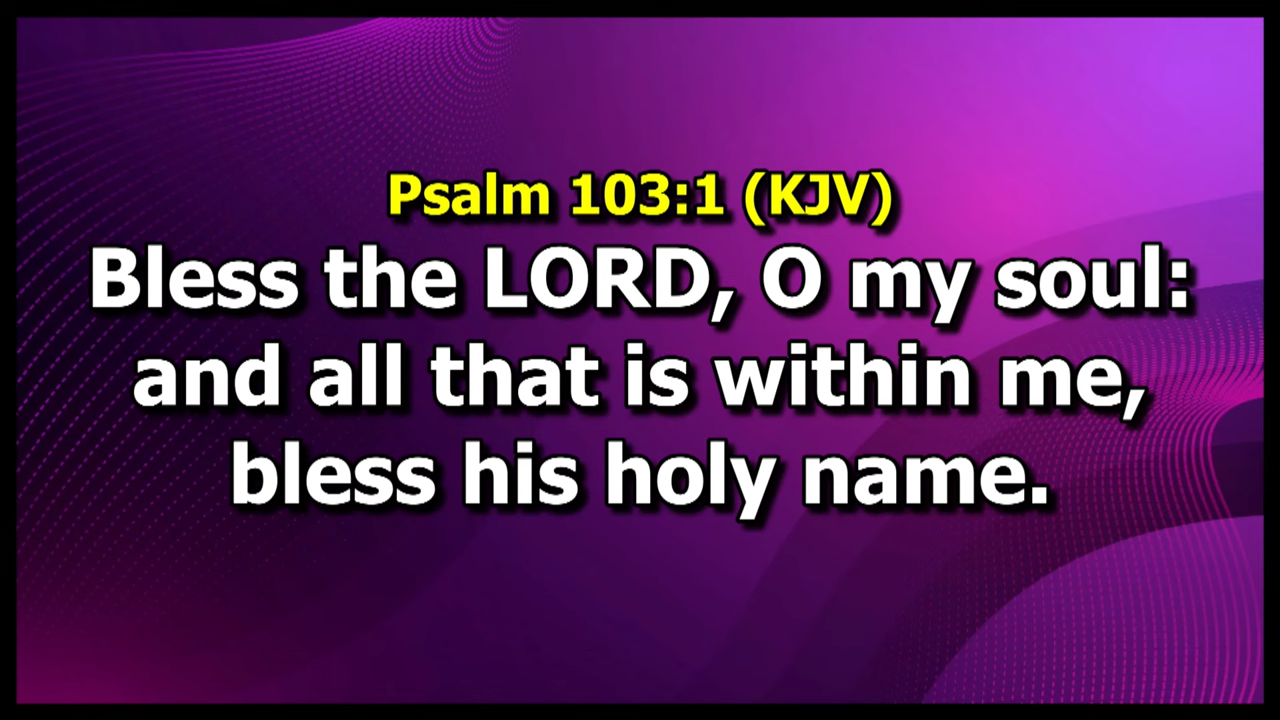 Psalm 103:1 (KJV)
Bless the LORD, O my soul:
and all that is within me,
bless his holy name.